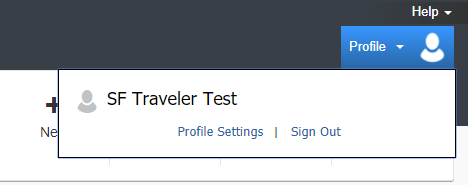 Help
Profile
SF Traveler Test
Profile Settings | Sign Out